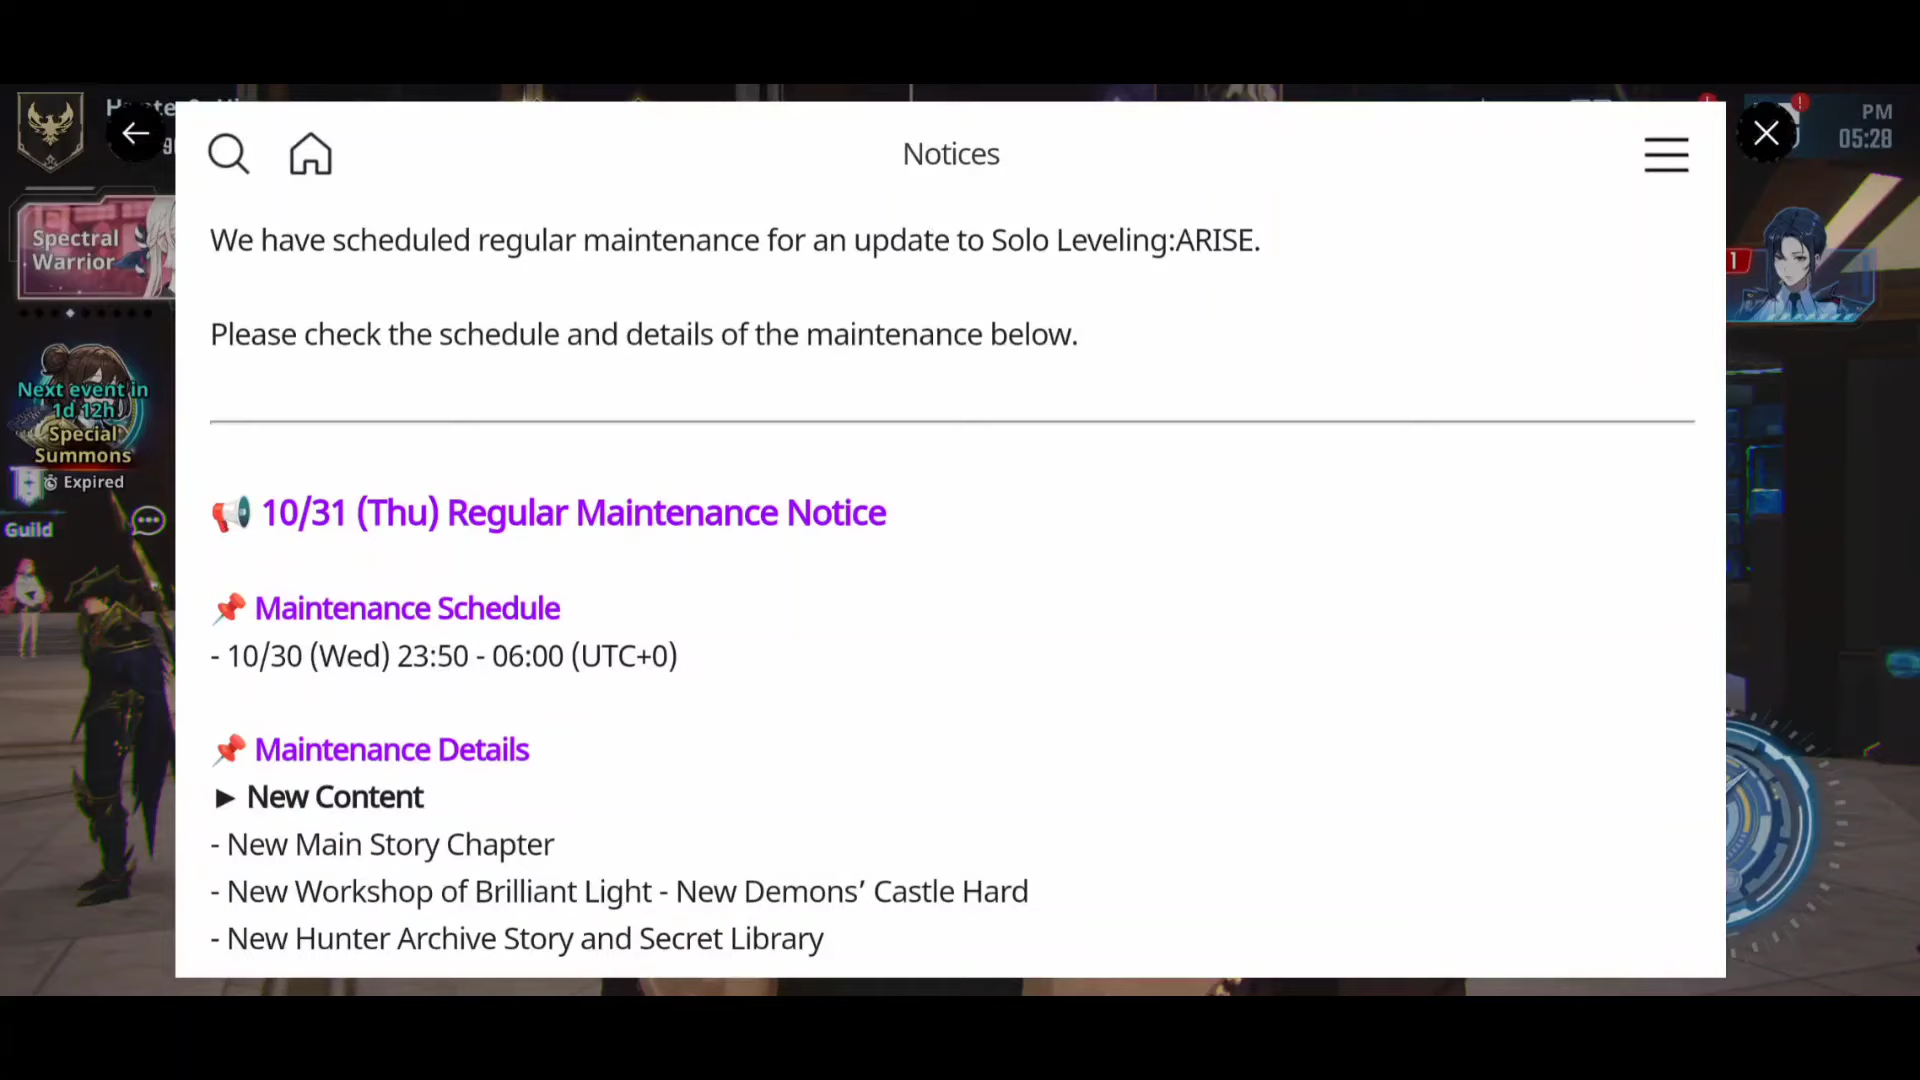 Notices
PM
05:28
We have scheduled regular maintenance for an update to Solo Leveling:ARISE.
Please check the schedule and details of the maintenance below.
Spectral
Warrior
1
Next event in
1d 12h
Special
Summons
Expired
Guild
10/31 (Thu) Regular Maintenance Notice
Maintenance Schedule
- 10/30 (Wed) 23:50 - 06:00 (UTC+0)
Maintenance Details
► New Content
- New Main Story Chapter
- New Workshop of Brilliant Light - New Demons’ Castle Hard
- New Hunter Archive Story and Secret Library